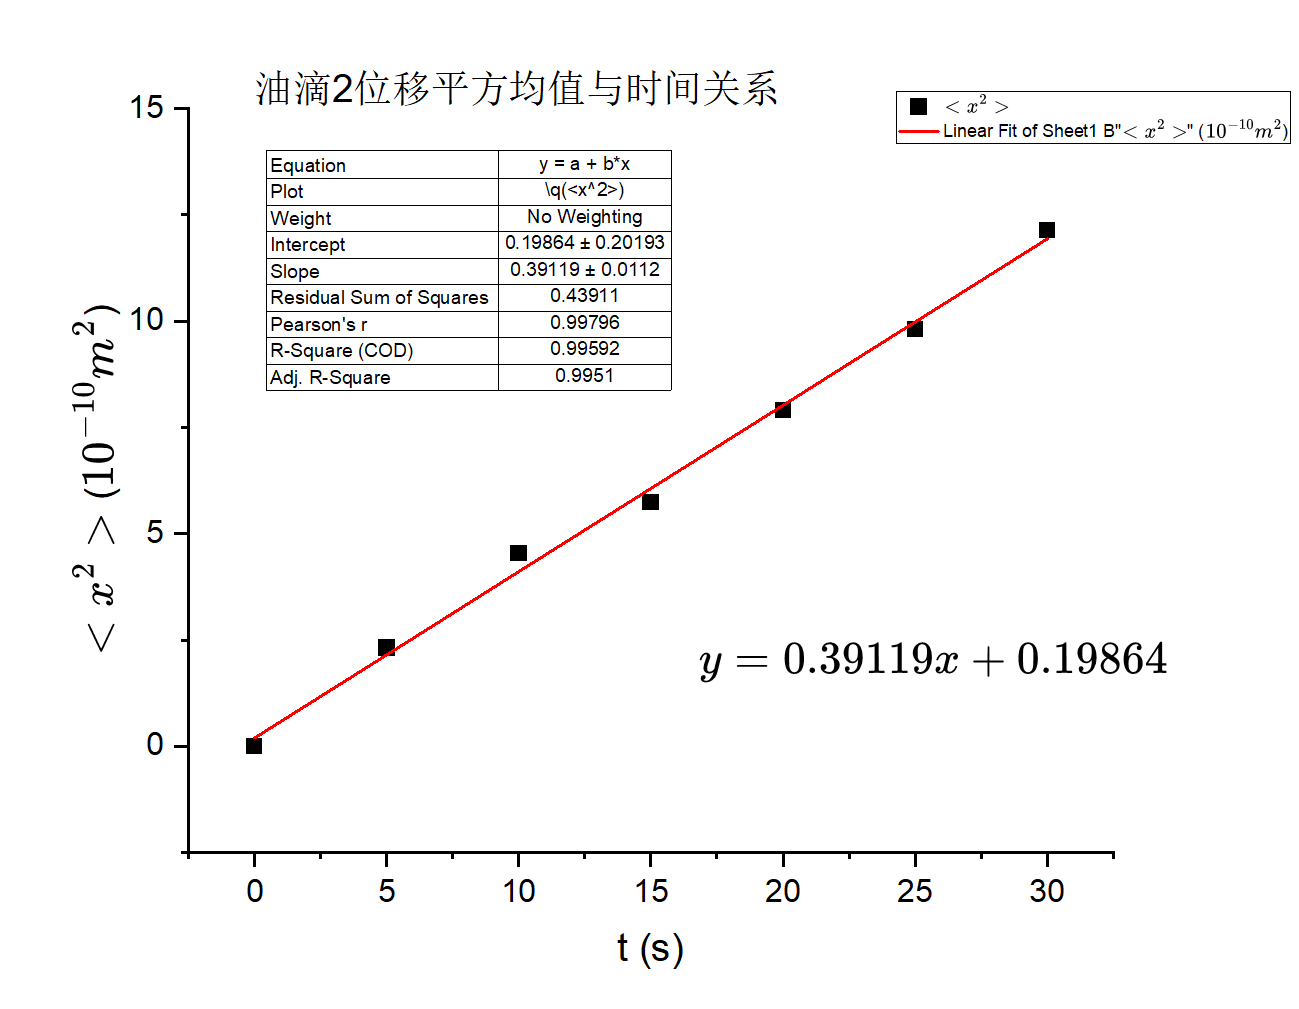 油滴2位移平方均值与时间关系
< x² >
Linear Fit of Sheet1 B"< x² >" (10⁻¹⁰m²)
Equation y = a + b*x
Plot \q(<x^2>)
Weight No Weighting
Intercept 0.19864 ± 0.20193
Slope 0.39119 ± 0.0112
Residual Sum of Squares 0.43911
Pearson's r 0.99796
R-Square (COD) 0.99592
Adj. R-Square 0.9951
15
10
5
0
< x² > (10⁻¹⁰m²)
y = 0.39119x + 0.19864
0 5 10 15 20 25 30
t (s)